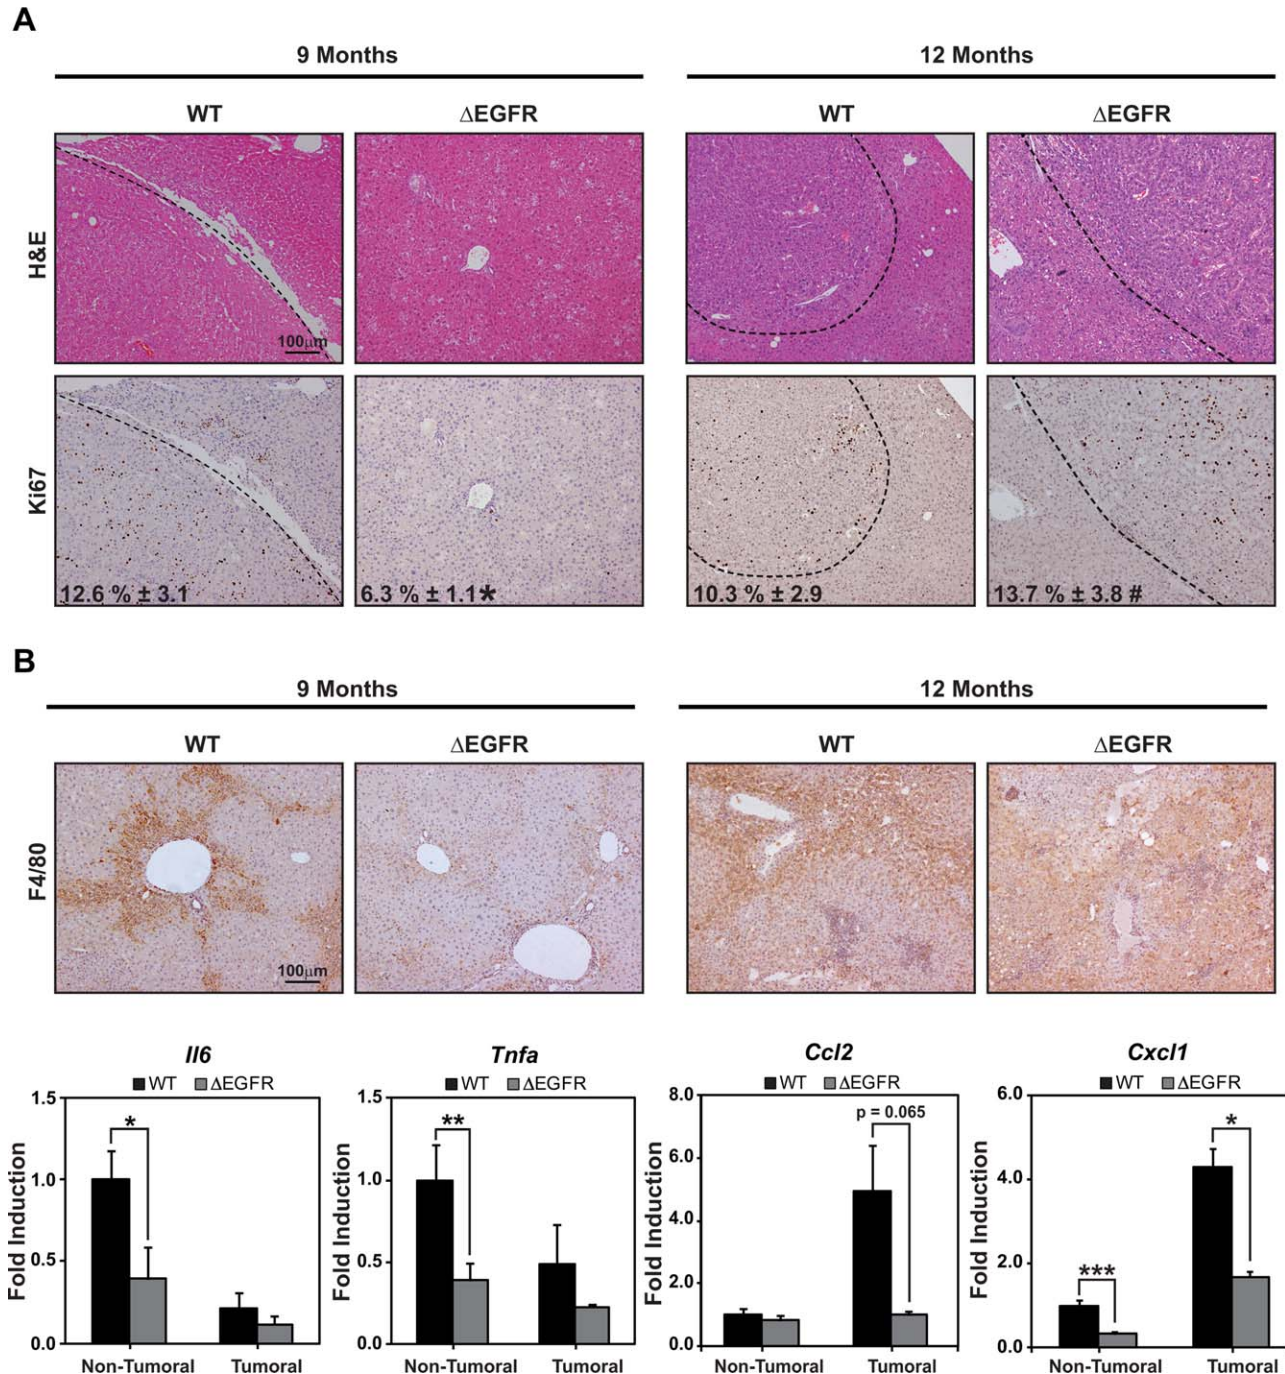 A
9 Months 12 Months
WT ΔEGFR WT ΔEGFR
H&E
100μm
Ki67
12.6 % ± 3.1 6.3 % ± 1.1* 10.3 % ± 2.9 13.7 % ± 3.8 #
B
9 Months 12 Months
WT ΔEGFR WT ΔEGFR
F4/80
100μm
Il6
WT ΔEGFR
Fold Induction
1.5
1.0
0.5
0.0
*
Non-Tumoral Tumoral
Tnfa
WT ΔEGFR
Fold Induction
1.5
1.0
0.5
0.0
**
Non-Tumoral Tumoral
Ccl2
WT ΔEGFR
Fold Induction
8.0
6.0
4.0
2.0
0.0
p = 0.065
Non-Tumoral Tumoral
Cxcl1
WT ΔEGFR
Fold Induction
6.0
4.0
2.0
0.0
***
*
Non-Tumoral Tumoral